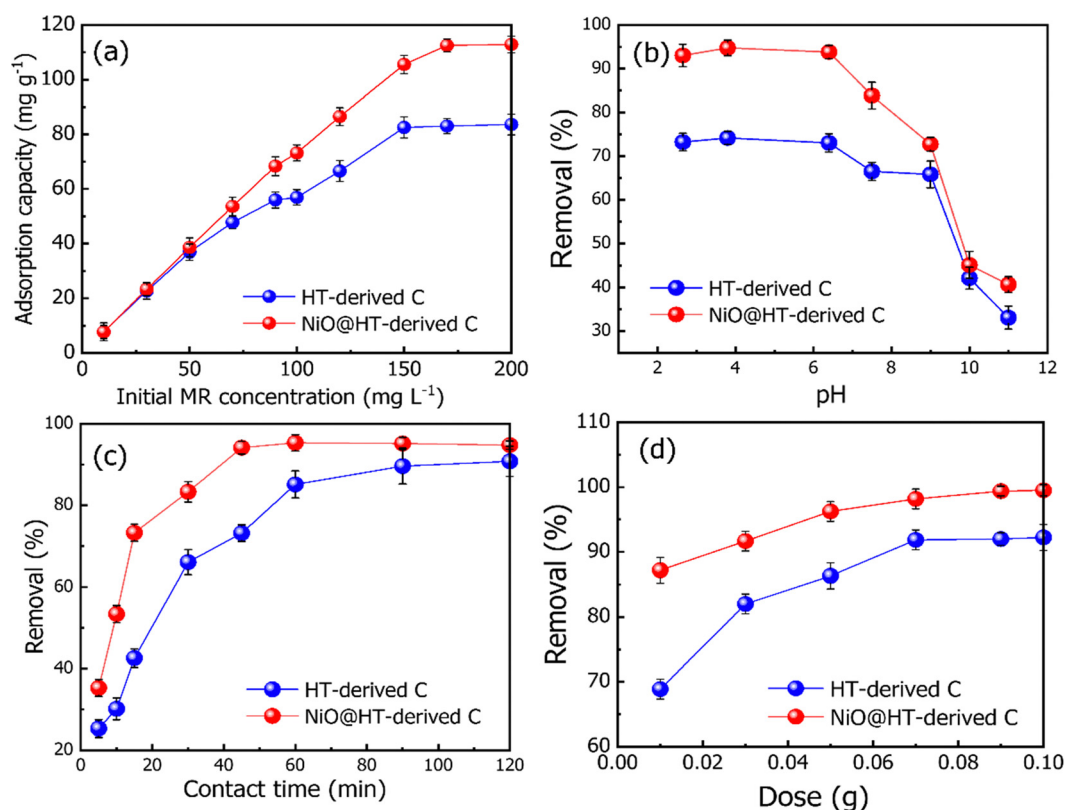 (a)
Adsorption capacity (mg g⁻¹)
120
100
80
60
40
20
0
HT-derived C
NiO@HT-derived C
0 50 100 150 200
Initial MR concentration (mg L⁻¹)
(b)
Removal (%)
100
90
80
70
60
50
40
30
HT-derived C
NiO@HT-derived C
2 4 6 8 10 12
pH
(c)
Removal (%)
100
80
60
40
20
HT-derived C
NiO@HT-derived C
0 20 40 60 80 100 120
Contact time (min)
(d)
Removal (%)
110
100
90
80
70
60
HT-derived C
NiO@HT-derived C
0.00 0.02 0.04 0.06 0.08 0.10
Dose (g)